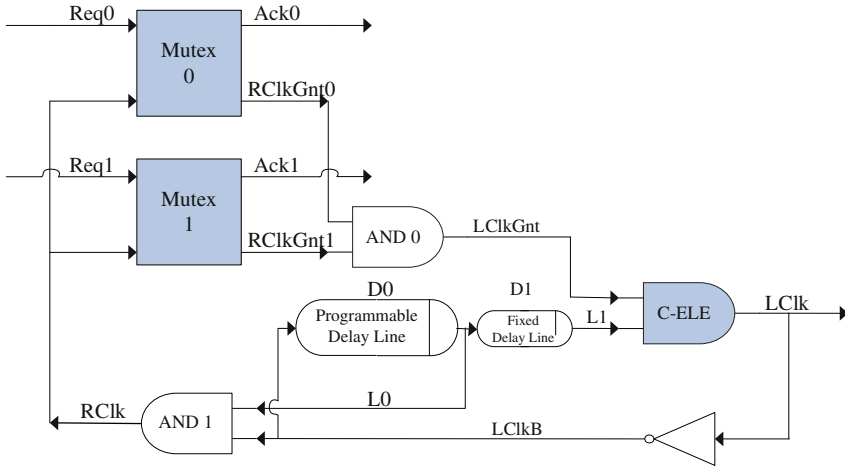 Req0
Ack0
Mutex
0
RClkGnt0
Req1
Ack1
Mutex
1
RClkGnt1
AND 0
LClkGnt
D0
D1
Programmable
Delay Line
Fixed
Delay Line
L1
C-ELE
LClk
L0
RClk
AND 1
LClkB